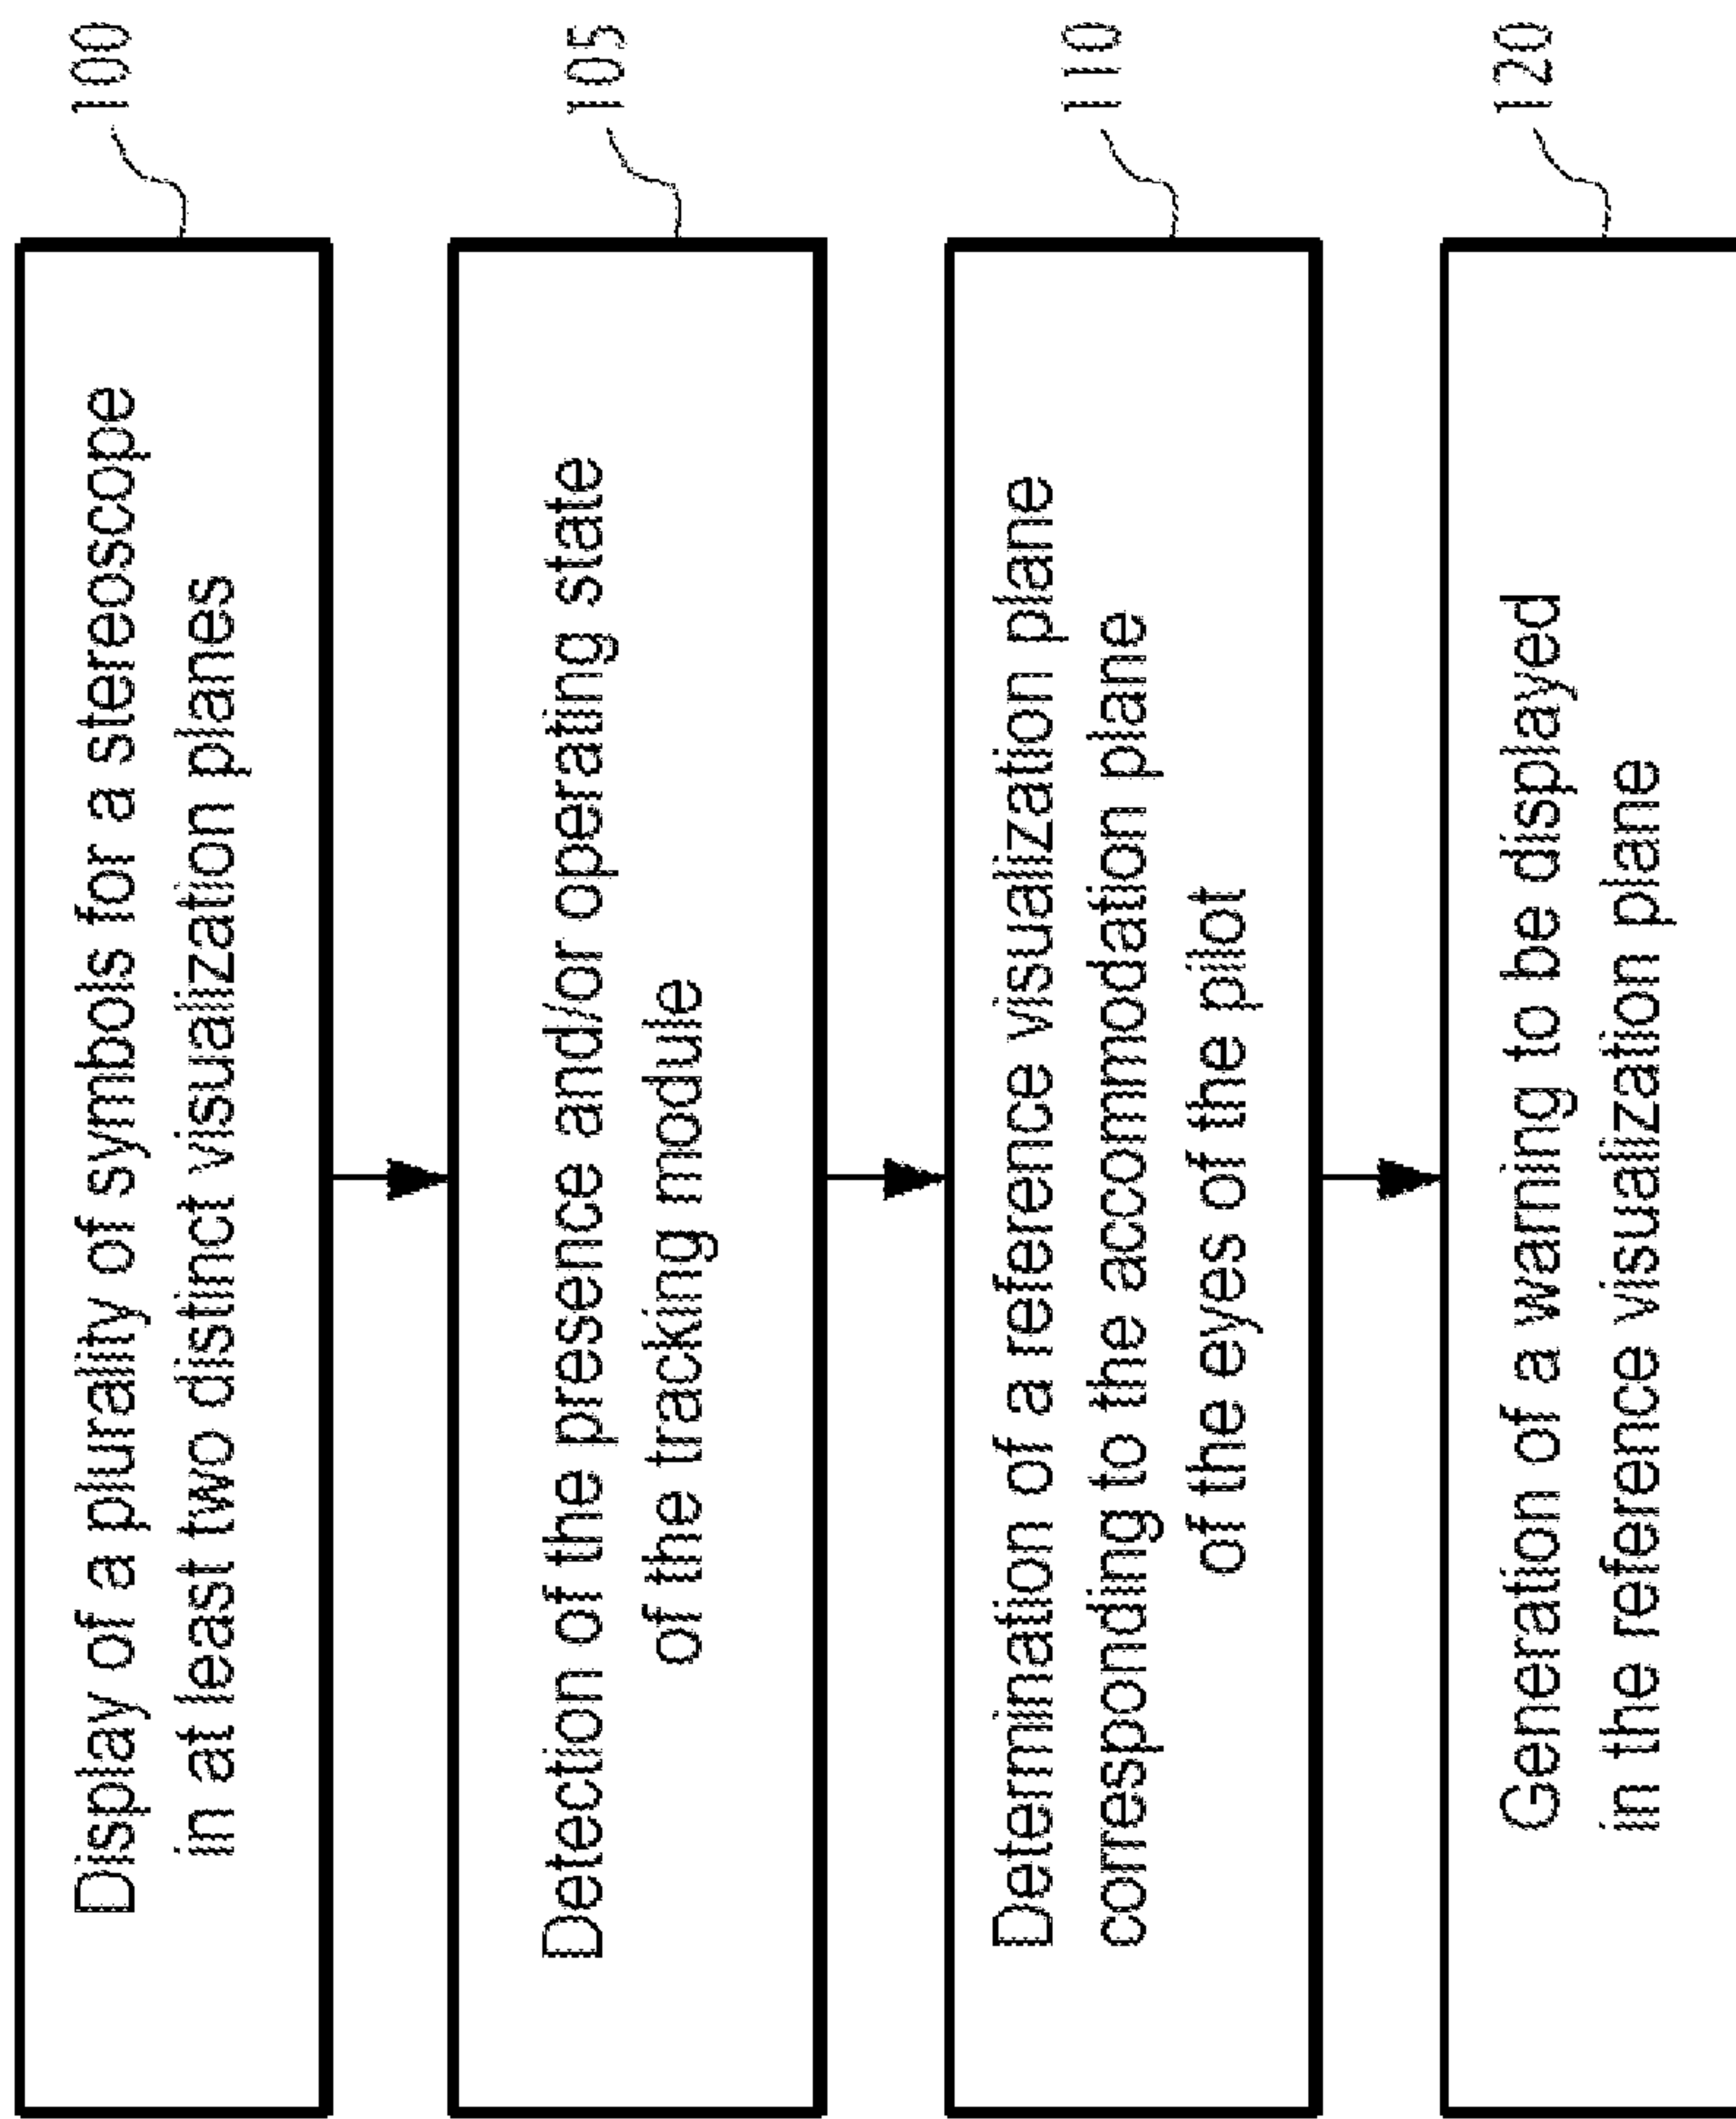 Display of a plurality of symbols for a stereoscope
in at least two distinct visualization planes
100
Detection of the presence and/or operating state
of the tracking module
105
Determination of a reference visualization plane
corresponding to the accommodation plane
of the eyes of the pilot
110
Generation of a warning to be displayed
in the reference visualization plane
120